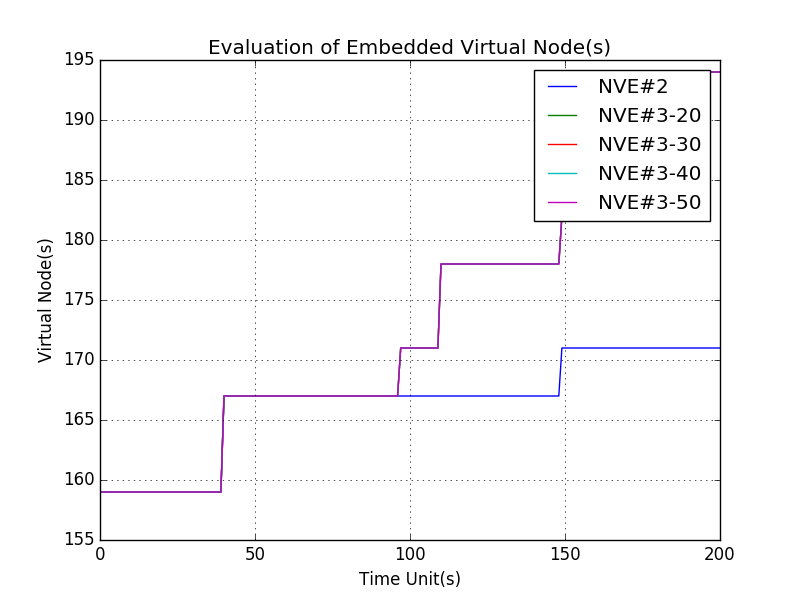 Evaluation of Embedded Virtual Node(s)
195
190
185
180
175
170
165
160
155
Virtual Node(s)
NVE#2
NVE#3-20
NVE#3-30
NVE#3-40
NVE#3-50
0 50 100 150 200
Time Unit(s)